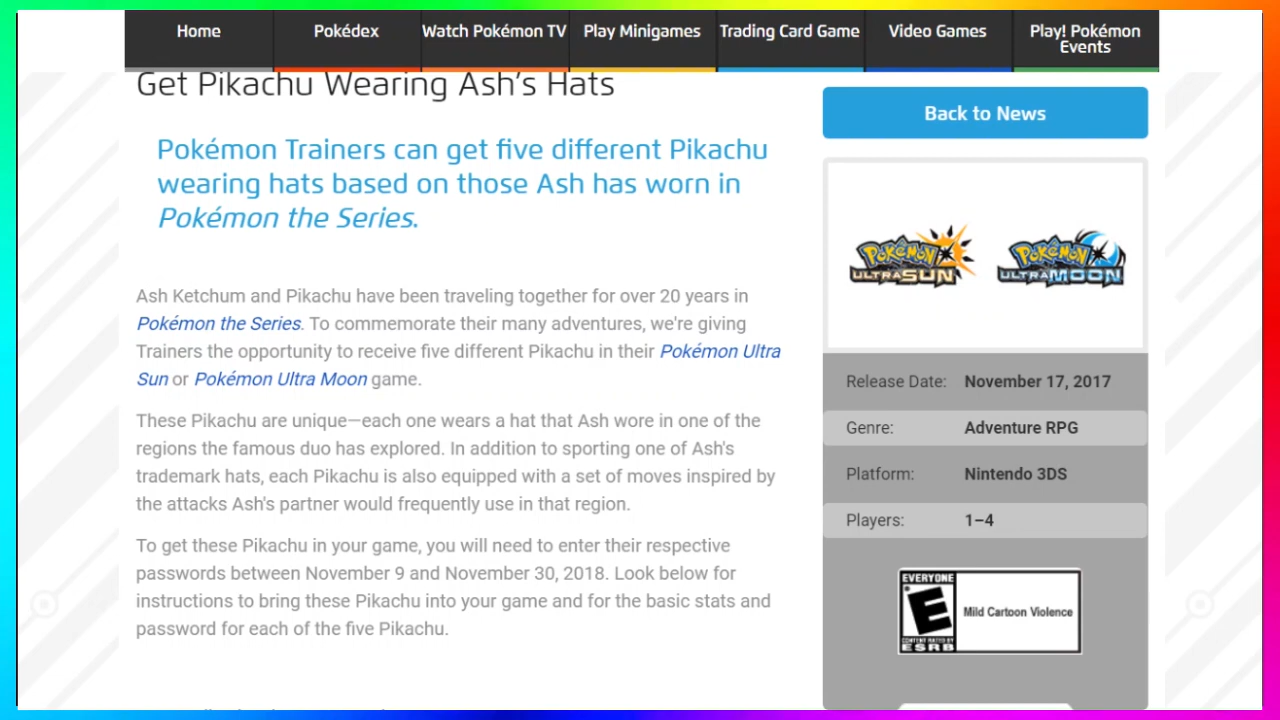 Home
Pokédex
Watch Pokémon TV
Play Minigames
Trading Card Game
Video Games
Play! Pokémon
Events
Get Pikachu Wearing Ash's Hats
Pokémon Trainers can get five different Pikachu
wearing hats based on those Ash has worn in
Pokémon the Series.
Ash Ketchum and Pikachu have been traveling together for over 20 years in
Pokémon the Series. To commemorate their many adventures, we're giving
Trainers the opportunity to receive five different Pikachu in their Pokémon Ultra
Sun or Pokémon Ultra Moon game.
These Pikachu are unique—each one wears a hat that Ash wore in one of the
regions the famous duo has explored. In addition to sporting one of Ash's
trademark hats, each Pikachu is also equipped with a set of moves inspired by
the attacks Ash's partner would frequently use in that region.
To get these Pikachu in your game, you will need to enter their respective
passwords between November 9 and November 30, 2018. Look below for
instructions to bring these Pikachu into your game and for the basic stats and
password for each of the five Pikachu.
Back to News
POKéMON
ULTRA SUN
POKéMON
ULTRA MOON
Release Date: November 17, 2017
Genre: Adventure RPG
Platform: Nintendo 3DS
Players: 1–4
EVERYONE
E
Mild Cartoon Violence
CONTENT RATED BY
ESRB